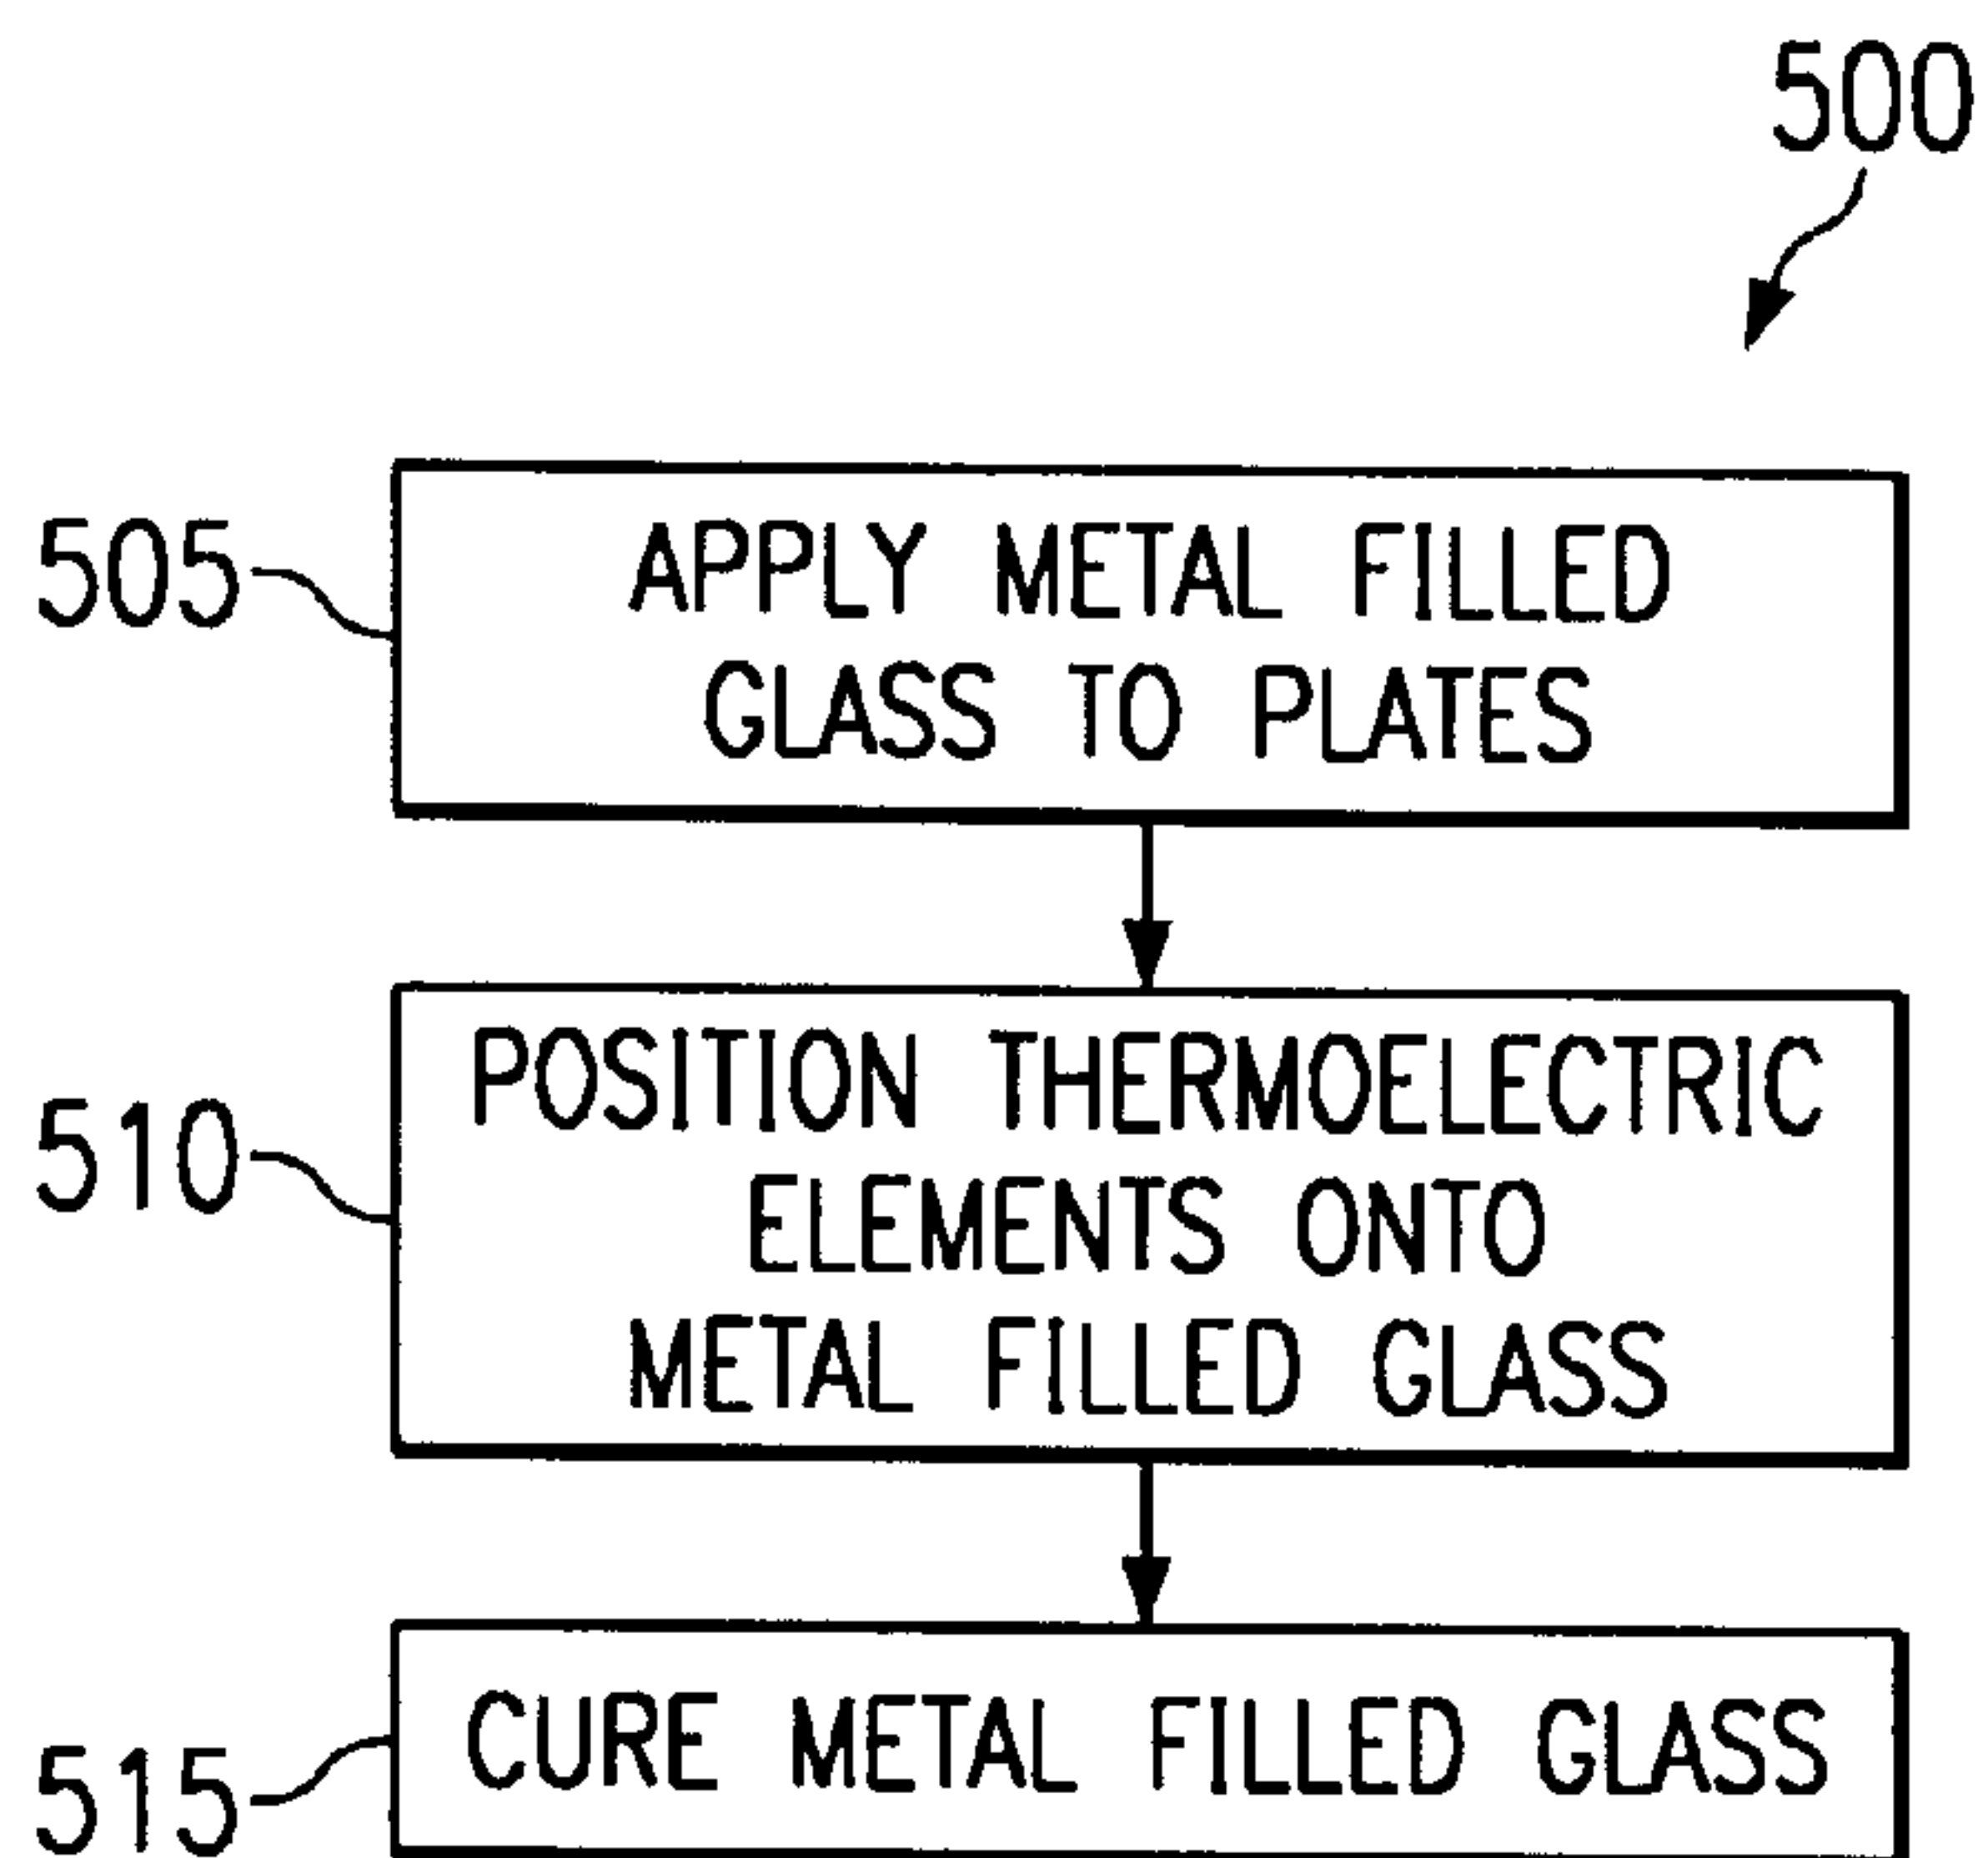 500
505
APPLY METAL FILLED
GLASS TO PLATES
510
POSITION THERMOELECTRIC
ELEMENTS ONTO
METAL FILLED GLASS
515
CURE METAL FILLED GLASS